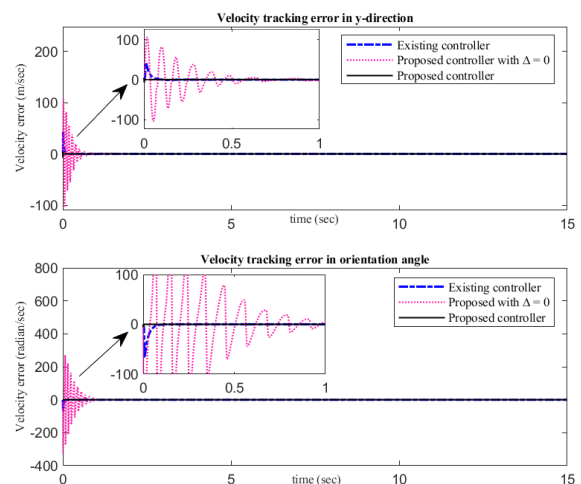 Velocity tracking error in y-direction
Velocity error (m/sec)
200
100
0
-100
100
0
-100
0
0.5
1
Existing controller
Proposed controller with Δ = 0
Proposed controller
0
5
10
15
time (sec)
Velocity tracking error in orientation angle
Velocity error (radian/sec)
800
600
400
200
0
-200
-400
100
0
-100
0
0.5
1
Existing controller
Proposed with Δ = 0
Proposed controller
0
5
10
15
time (sec)